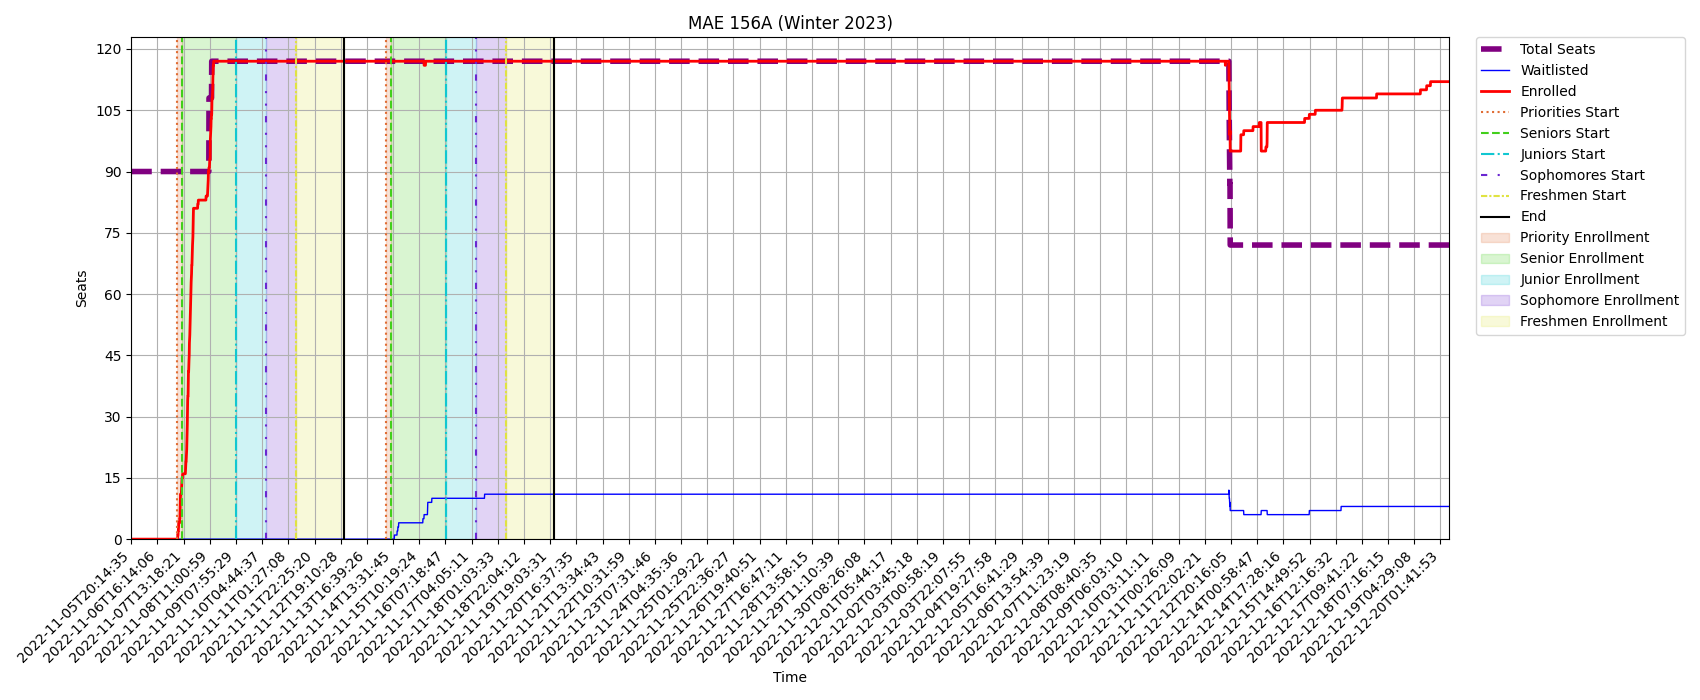 MAE 156A (Winter 2023)
120
105
90
75
60
45
30
15
0
Seats
2022-11-05T20:14:35
2022-11-06T16:14:06
2022-11-07T13:18:21
2022-11-08T11:00:59
2022-11-09T07:55:29
2022-11-10T04:44:37
2022-11-11T01:27:08
2022-11-11T22:25:20
2022-11-12T19:10:28
2022-11-13T16:39:26
2022-11-14T13:31:45
2022-11-15T10:19:24
2022-11-16T07:18:47
2022-11-17T04:05:11
2022-11-18T01:03:33
2022-11-18T22:04:12
2022-11-19T19:03:31
2022-11-20T16:37:35
2022-11-21T13:34:43
2022-11-22T10:31:59
2022-11-23T07:31:46
2022-11-24T04:35:36
2022-11-25T01:29:22
2022-11-25T22:36:27
2022-11-26T19:40:51
2022-11-27T16:47:11
2022-11-28T13:58:15
2022-11-29T11:10:39
2022-11-30T08:26:08
2022-12-01T05:44:17
2022-12-02T03:45:18
2022-12-03T00:58:19
2022-12-03T22:07:55
2022-12-04T19:27:58
2022-12-05T16:41:29
2022-12-06T13:54:39
2022-12-07T11:23:19
2022-12-08T08:40:35
2022-12-09T06:03:10
2022-12-10T03:11:11
2022-12-11T00:26:09
2022-12-11T22:02:21
2022-12-12T20:16:05
2022-12-14T00:58:47
2022-12-14T17:28:16
2022-12-15T14:49:52
2022-12-16T12:16:32
2022-12-17T09:41:22
2022-12-18T07:16:15
2022-12-19T04:29:08
2022-12-20T01:41:53
Time
Total Seats
Waitlisted
Enrolled
Priorities Start
Seniors Start
Juniors Start
Sophomores Start
Freshmen Start
End
Priority Enrollment
Senior Enrollment
Junior Enrollment
Sophomore Enrollment
Freshmen Enrollment